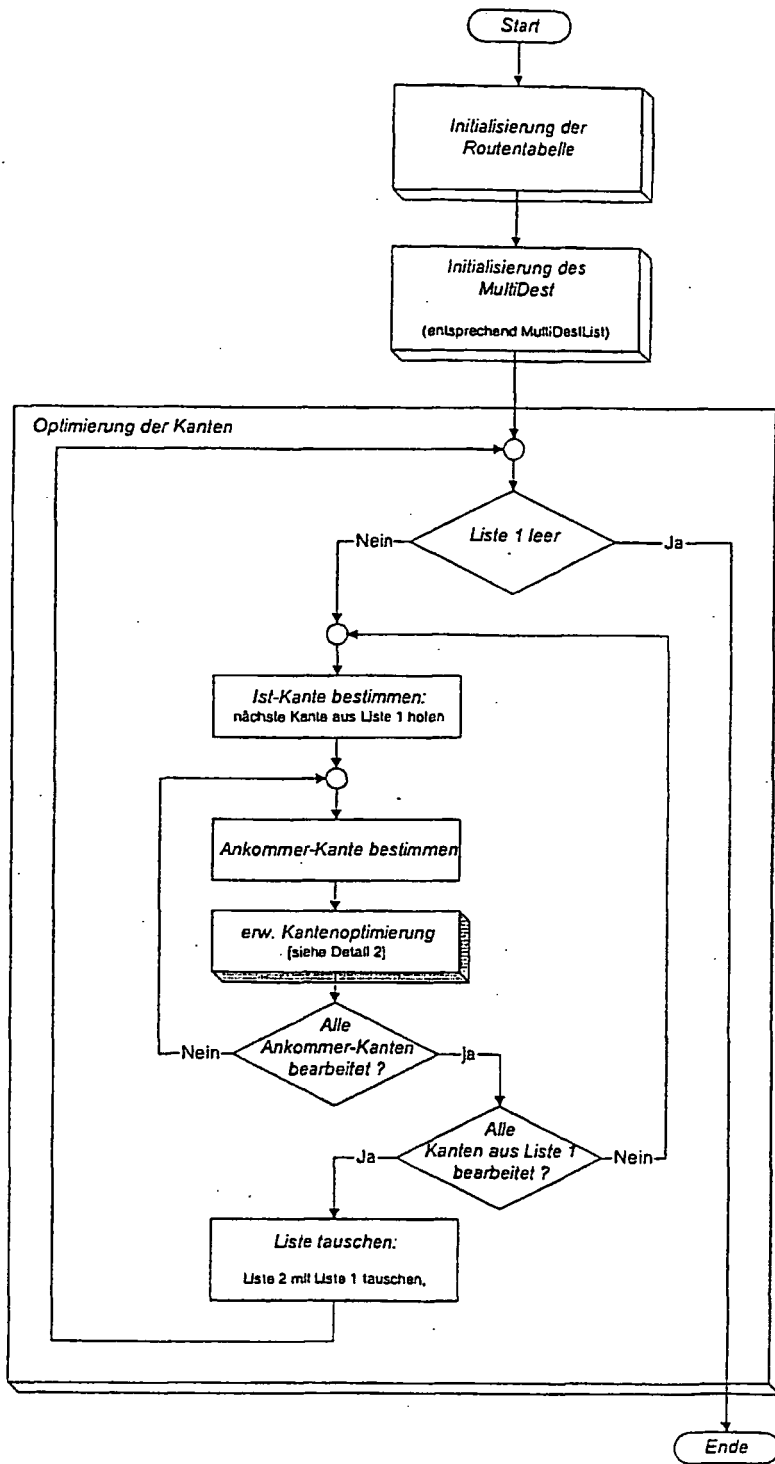 Start
Initialisierung der
Routentabelle
Initialisierung des
MultiDest
(entsprechend MultiDestList)
Optimierung der Kanten
Liste 1 leer
Nein
Ja
Ist-Kante bestimmen:
nächste Kante aus Liste 1 holen
Ankommer-Kante bestimmen
erw. Kantenoptimierung
(siehe Detail 2)
Alle
Ankommer-Kanten
bearbeitet ?
Nein
ja
Alle
Kanten aus Liste 1
bearbeitet ?
Ja
Nein
Liste tauschen:
Liste 2 mit Liste 1 tauschen,
Ende